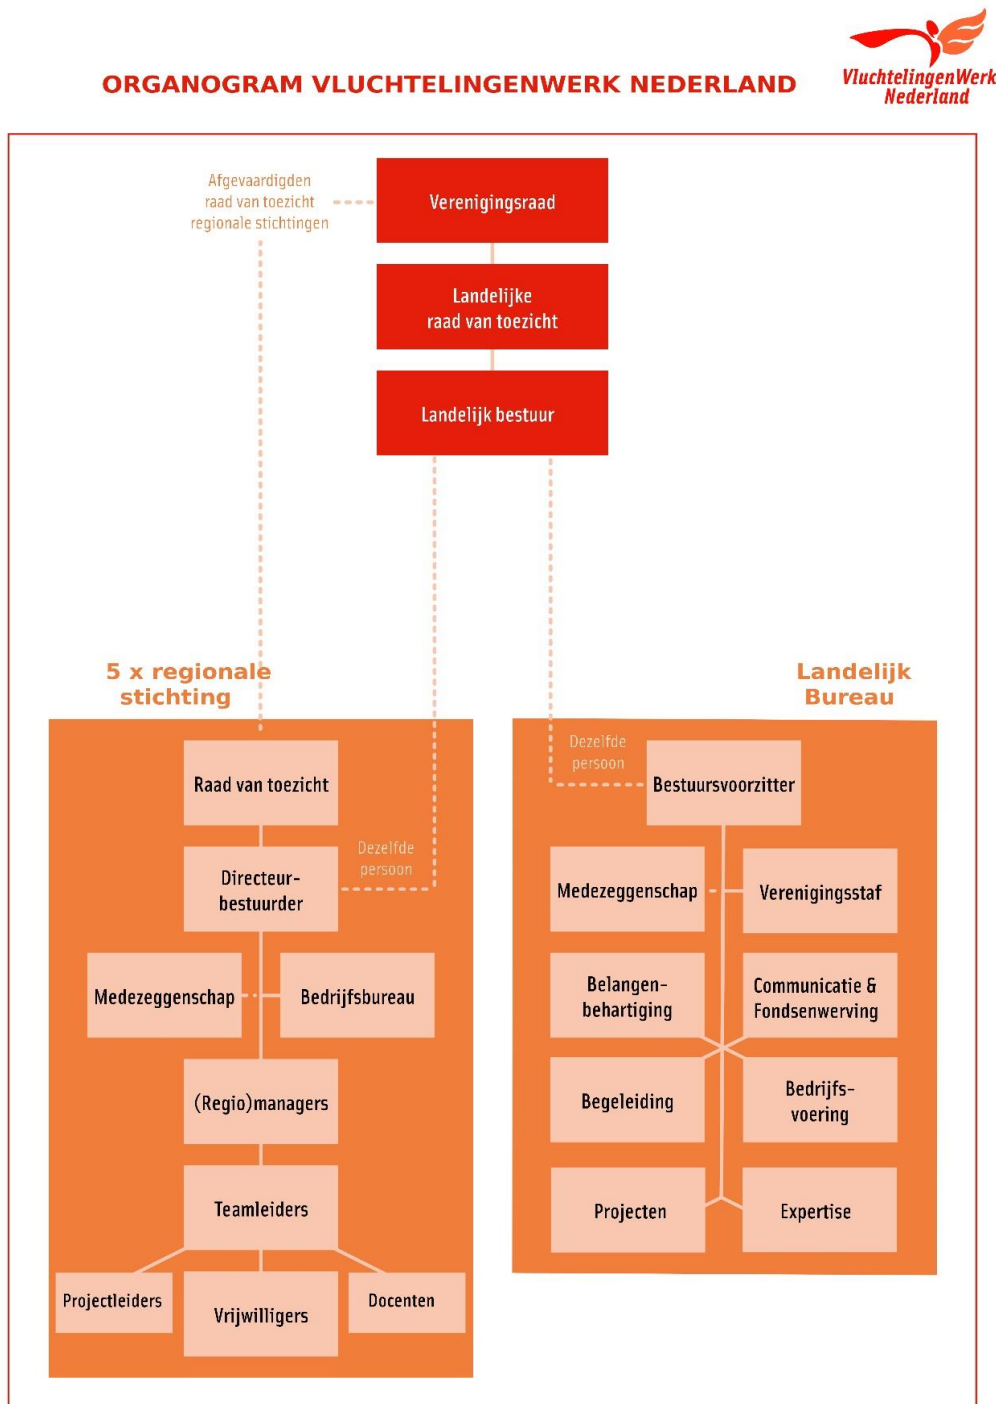 ORGANOGRAM VLUCHTELINGENWERK NEDERLAND
VluchtelingenWerk
Nederland
Afgevaardigden
raad van toezicht
regionale stichtingen
Verenigingsraad
Landelijke
raad van toezicht
Landelijk bestuur
5 x regionale
stichting
Raad van toezicht
Directeur-
bestuurder
Dezelfde
persoon
Medezeggenschap
Bedrijfsbureau
(Regio)managers
Teamleiders
Projectleiders
Vrijwilligers
Docenten
Landelijk
Bureau
Dezelfde
persoon
Bestuursvoorzitter
Medezeggenschap
Verenigingsstaf
Belangen-
behartiging
Communicatie &
Fondsenwerving
Begeleiding
Bedrijfs-
voering
Projecten
Expertise